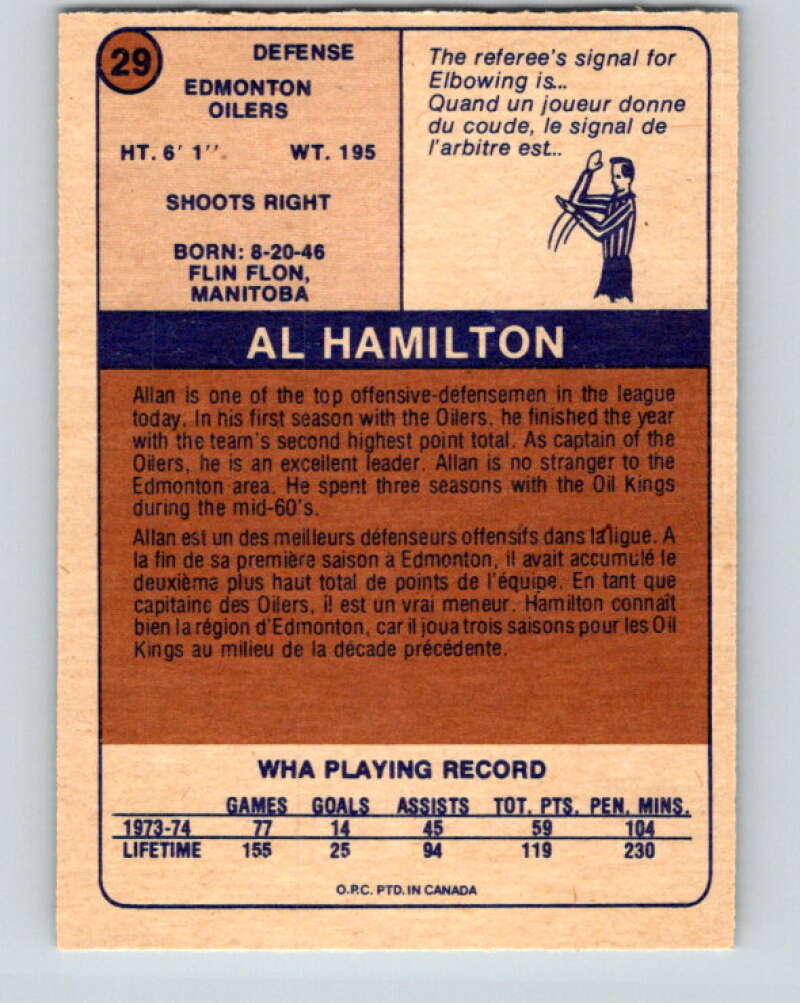 29
DEFENSE
EDMONTON
OILERS
HT. 6' 1". WT. 195
SHOOTS RIGHT
BORN: 8-20-46
FLIN FLON,
MANITOBA
The referee's signal for
Elbowing is...
Quand un joueur donne
du coude, le signal de
l'arbitre est...
AL HAMILTON
Allan is one of the top offensive-defensemen in the league
today. In his first season with the Oilers, he finished the year
with the team's second highest point total. As captain of the
Oilers, he is an excellent leader. Allan is no stranger to the
Edmonton area. He spent three seasons with the Oil Kings
during the mid-60's.
Allan est un des meilleurs défenseurs offensifs dans la ligue. A
la fin de sa première saison à Edmonton, il avait accumulé le
deuxième plus haut total de points de l'équipe. En tant que
capitaine des Oilers, il est un vrai meneur. Hamilton connaît
bien la région d'Edmonton, car il joua trois saisons pour les Oil
Kings au milieu de la décade précédente.
WHA PLAYING RECORD
GAMES GOALS ASSISTS TOT. PTS. PEN. MINS.
1973-74 77 14 45 59 104
LIFETIME 155 25 94 119 230
O.P.C. PTD. IN CANADA